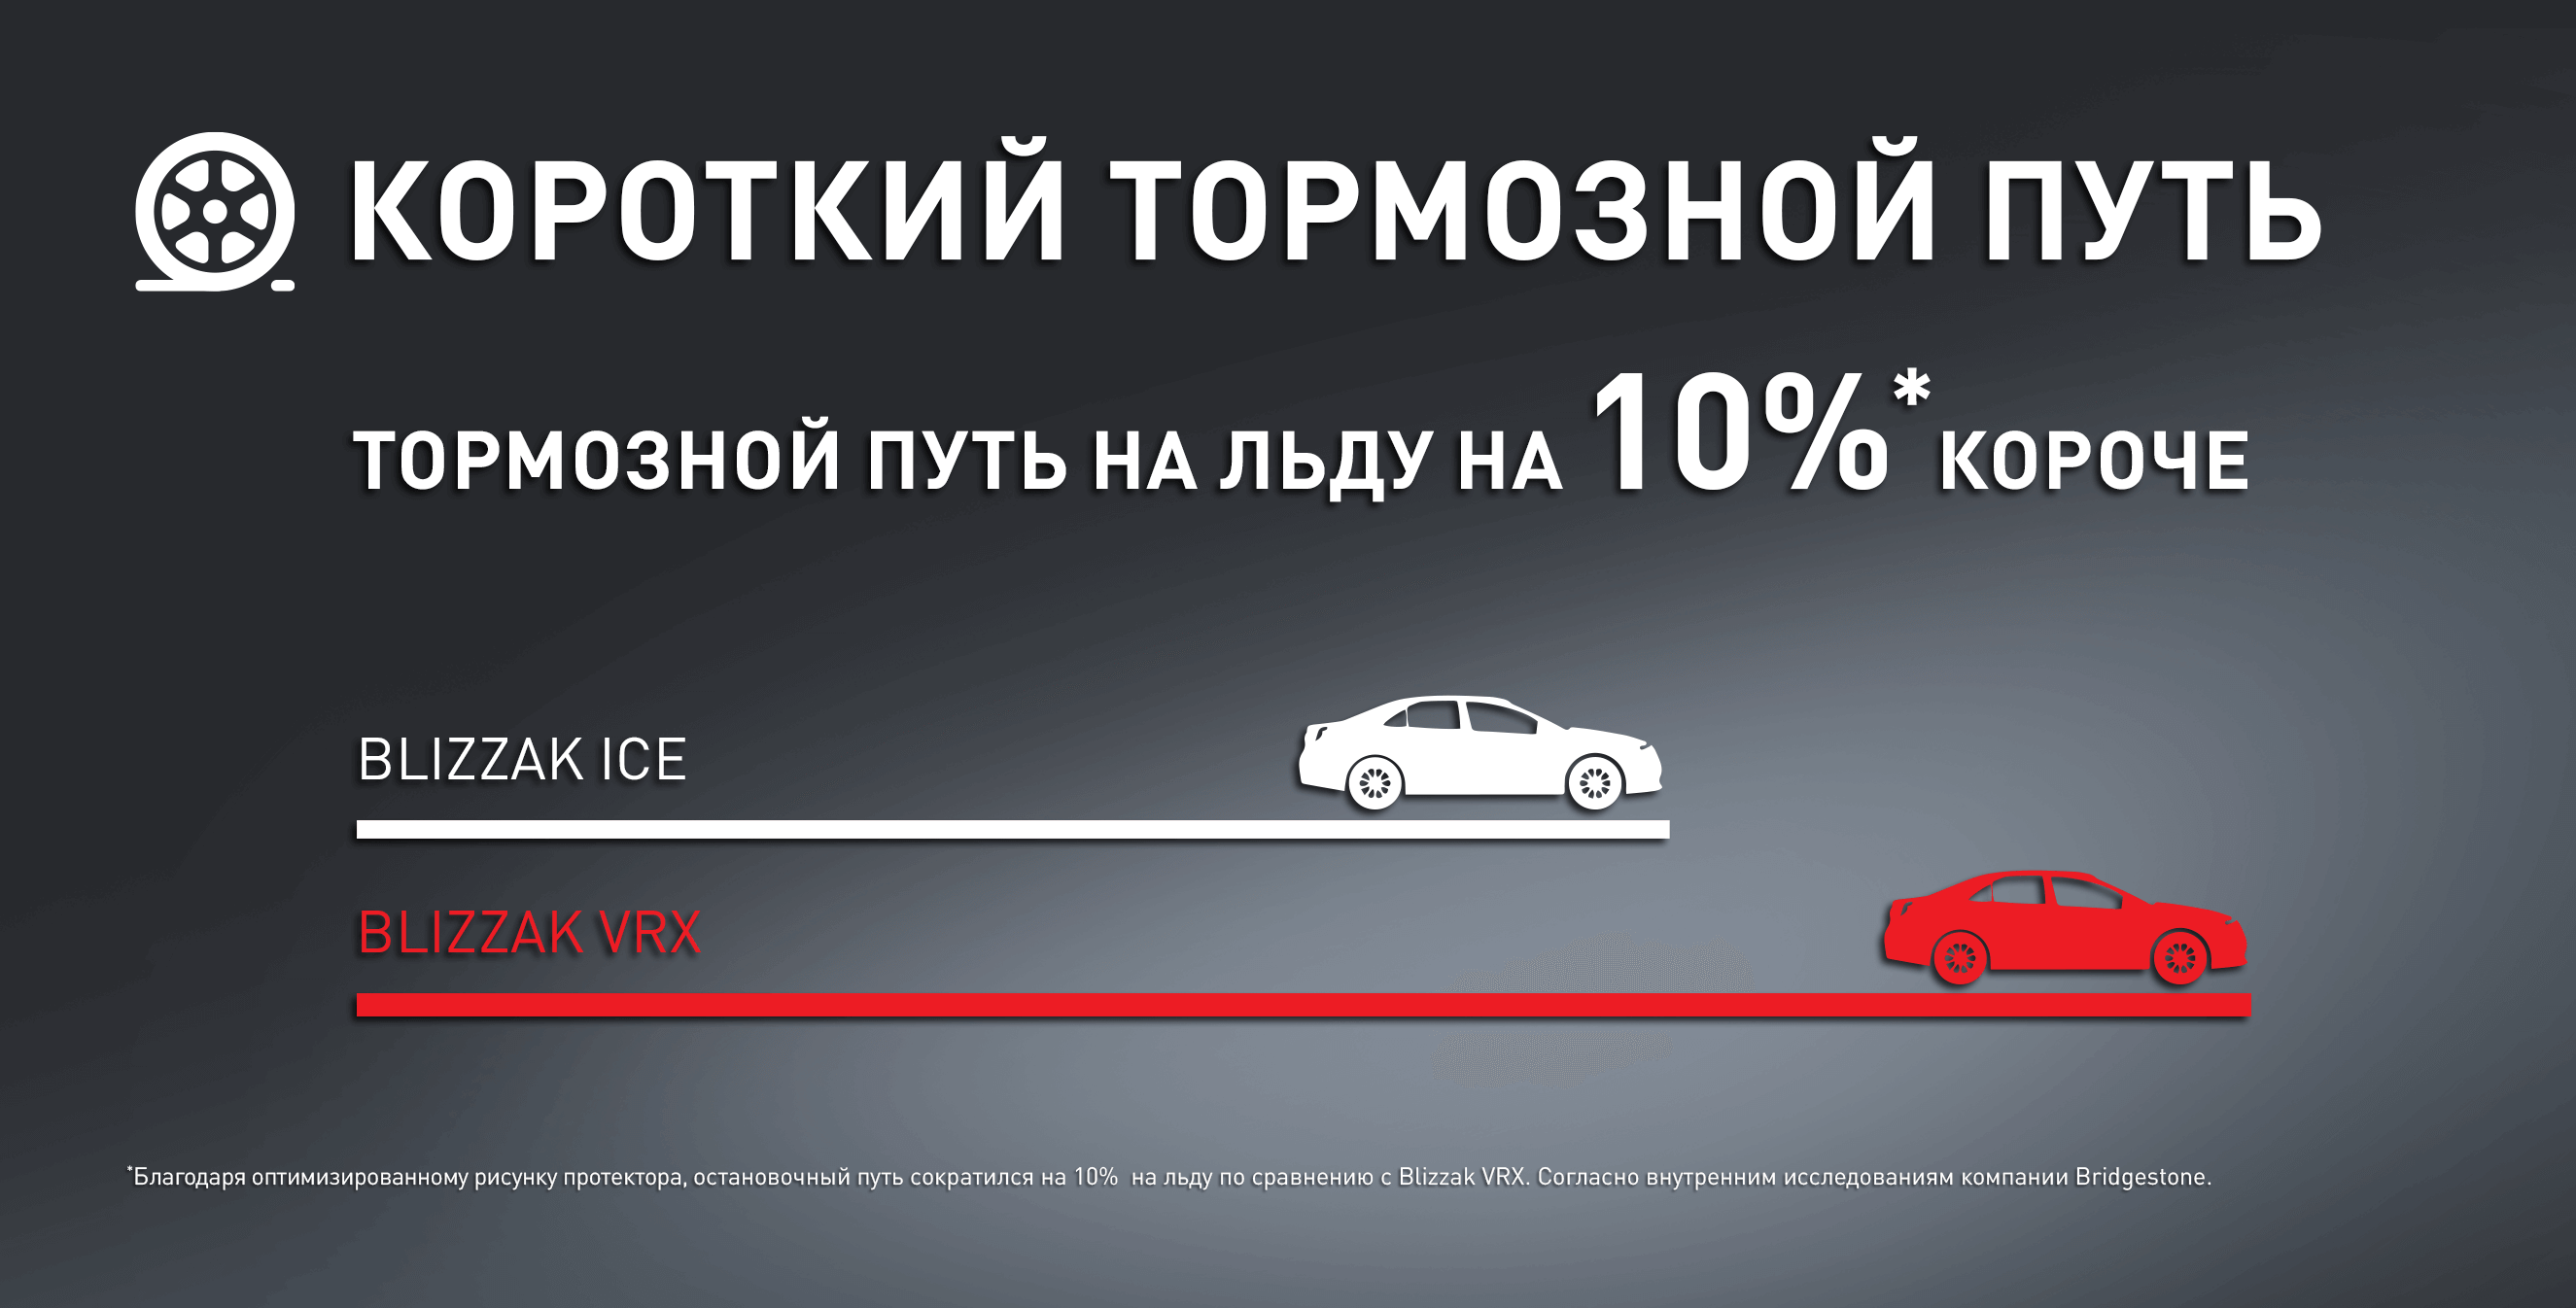 КОРОТКИЙ ТОРМОЗНОЙ ПУТЬ
ТОРМОЗНОЙ ПУТЬ НА ЛЬДУ НА 10%* КОРОЧЕ
BLIZZAK ICE
BLIZZAK VRX
*Благодаря оптимизированному рисунку протектора, остановочный путь сократился на 10% на льду по сравнению с Blizzak VRX. Согласно внутренним исследованиям компании Bridgestone.